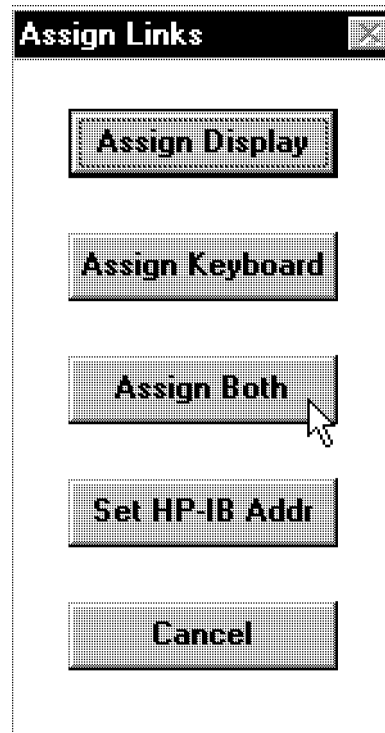 Assign Links
Assign Display
Assign Keyboard
Assign Both
Set HP-IB Addr
Cancel